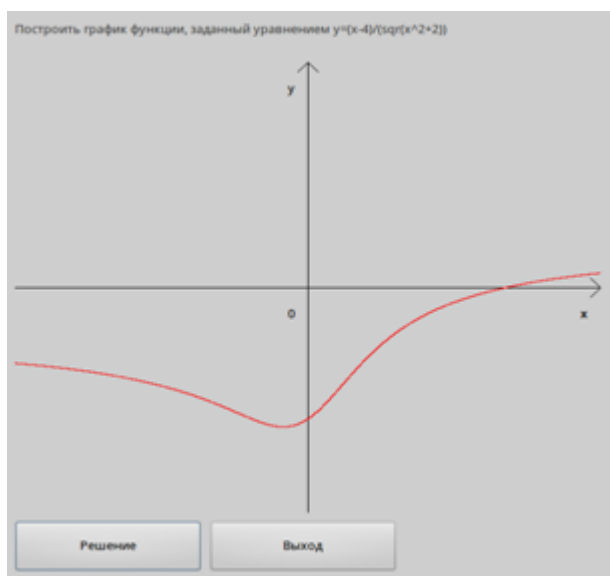 Построить график функции, заданный уравнением y=(x-4)/(sqr(x^2+2))
y
0
x
Решение
Выход